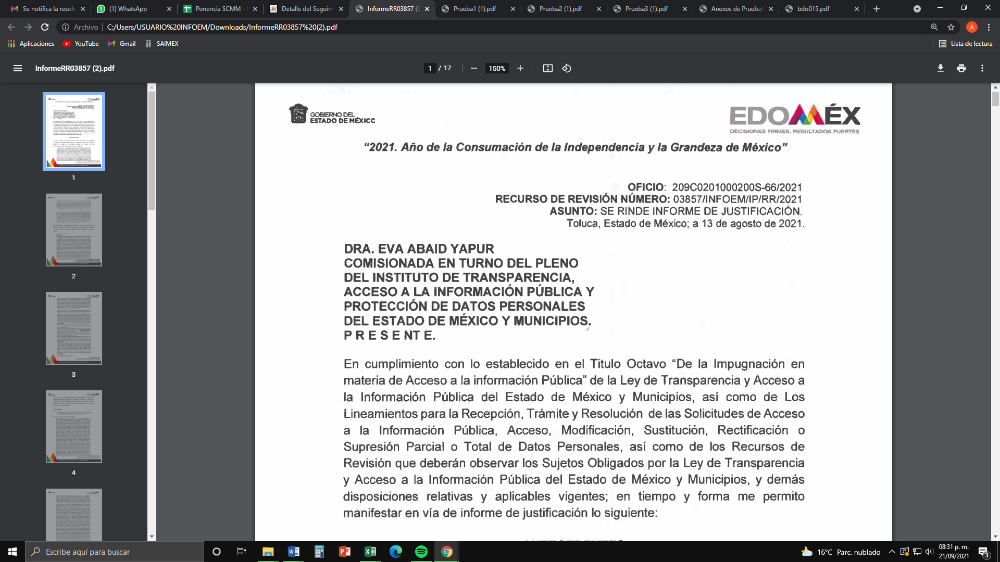 Se notifica la resolu
(1) WhatsApp
Ponencia SCMM -
Detalle del Seguim
InformeRR03857 (2
Prueba1 (1).pdf
Prueba2 (1).pdf
Prueba3 (1).pdf
Anexos de Prueba3
bdo015.pdf
Archivo
C:/Users/USUARIO%20INFOEM/Downloads/InformeRR03857%20(2).pdf
A
Aplicaciones
YouTube
Gmail
SAIMEX
Lista de lectura
InformeRR03857 (2).pdf
1 / 17
150%
1
2
3
4
GOBIERNO DEL
ESTADO DE MÉXICO
EDOMÉX
DECISIONES FIRMES. RESULTADOS FUERTES
“2021. Año de la Consumación de la Independencia y la Grandeza de México”
OFICIO: 209C0201000200S-66/2021
RECURSO DE REVISIÓN NÚMERO: 03857/INFOEM/IP/RR/2021
ASUNTO: SE RINDE INFORME DE JUSTIFICACIÓN.
Toluca, Estado de México; a 13 de agosto de 2021.
DRA. EVA ABAID YAPUR
COMISIONADA EN TURNO DEL PLENO
DEL INSTITUTO DE TRANSPARENCIA,
ACCESO A LA INFORMACIÓN PÚBLICA Y
PROTECCIÓN DE DATOS PERSONALES
DEL ESTADO DE MÉXICO Y MUNICIPIOS.
P R E S E NT E.
En cumplimiento con lo establecido en el Titulo Octavo “De la Impugnación en
materia de Acceso a la información Pública” de la Ley de Transparencia y Acceso a
la Información Pública del Estado de México y Municipios, así como de Los
Lineamientos para la Recepción, Trámite y Resolución de las Solicitudes de Acceso
a la Información Pública, Acceso, Modificación, Sustitución, Rectificación o
Supresión Parcial o Total de Datos Personales, así como de los Recursos de
Revisión que deberán observar los Sujetos Obligados por la Ley de Transparencia
y Acceso a la Información Pública del Estado de México y Municipios, y demás
disposiciones relativas y aplicables vigentes; en tiempo y forma me permito
manifestar en vía de informe de justificación lo siguiente:
Escribe aquí para buscar
16°C Parc. nublado
08:31 p. m.
21/09/2021
3